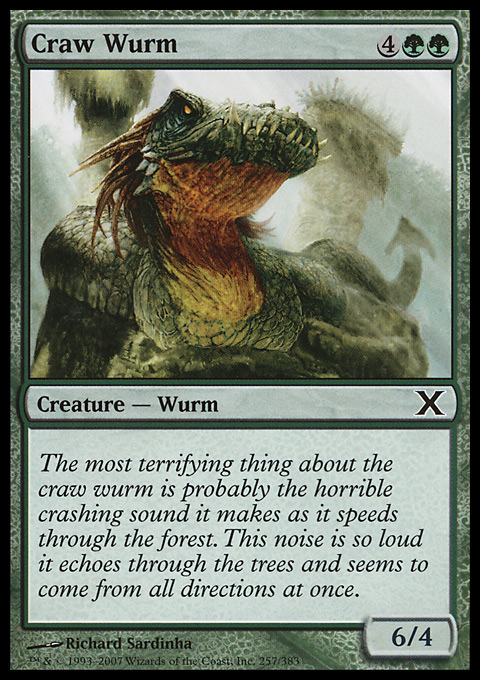 Craw Wurm 4
Creature — Wurm X
The most terrifying thing about the
craw wurm is probably the horrible
crashing sound it makes as it speeds
through the forest. This noise is so loud
it echoes through the trees and seems to
come from all directions at once.
6/4
Richard Sardinha
™ & © 1993–2007 Wizards of the Coast, Inc. 257/383